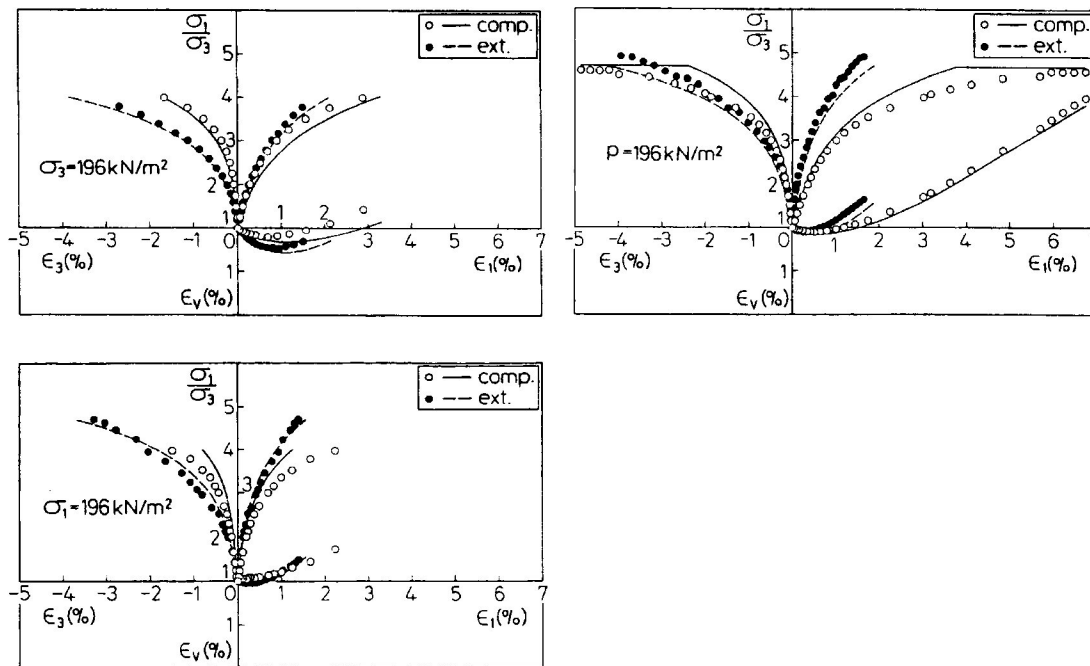 σ₁/σ₃
comp.
ext.
5
4
3
2
1
σ₃=196kN/m²
1 2
-5 -4 -3 -2 -1 0 1 2 3 4 5 6 7
ϵ₃(%)
ϵ₁(%)
1
ϵᵥ(%)
σ₁/σ₃
comp.
ext.
5
4
3
2
1
p=196kN/m²
-5 -4 -3 -2 -1 0 1 2 3 4 5 6
ϵ₃(%)
ϵ₁(%)
1
ϵᵥ(%)
σ₁/σ₃
comp.
ext.
5
4
3
2
1
σ₁=196kN/m²
-5 -4 -3 -2 -1 0 1 2 3 4 5 6 7
ϵ₃(%)
ϵ₁(%)
1
ϵᵥ(%)